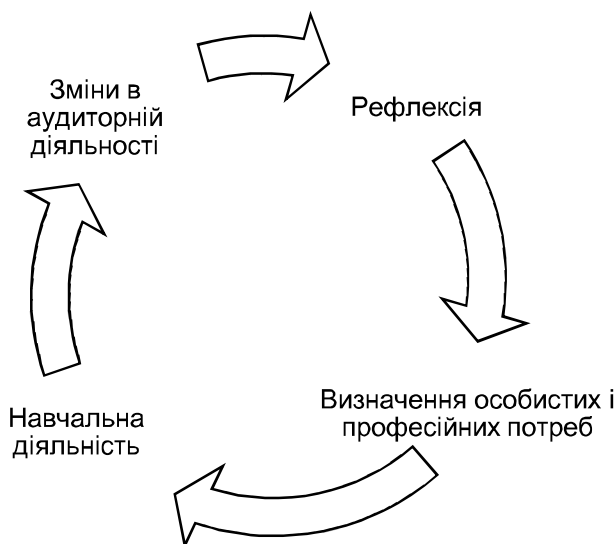 Зміни в
аудиторній
діяльності
Рефлексія
Визначення особистих і
професійних потреб
Навчальна
діяльність